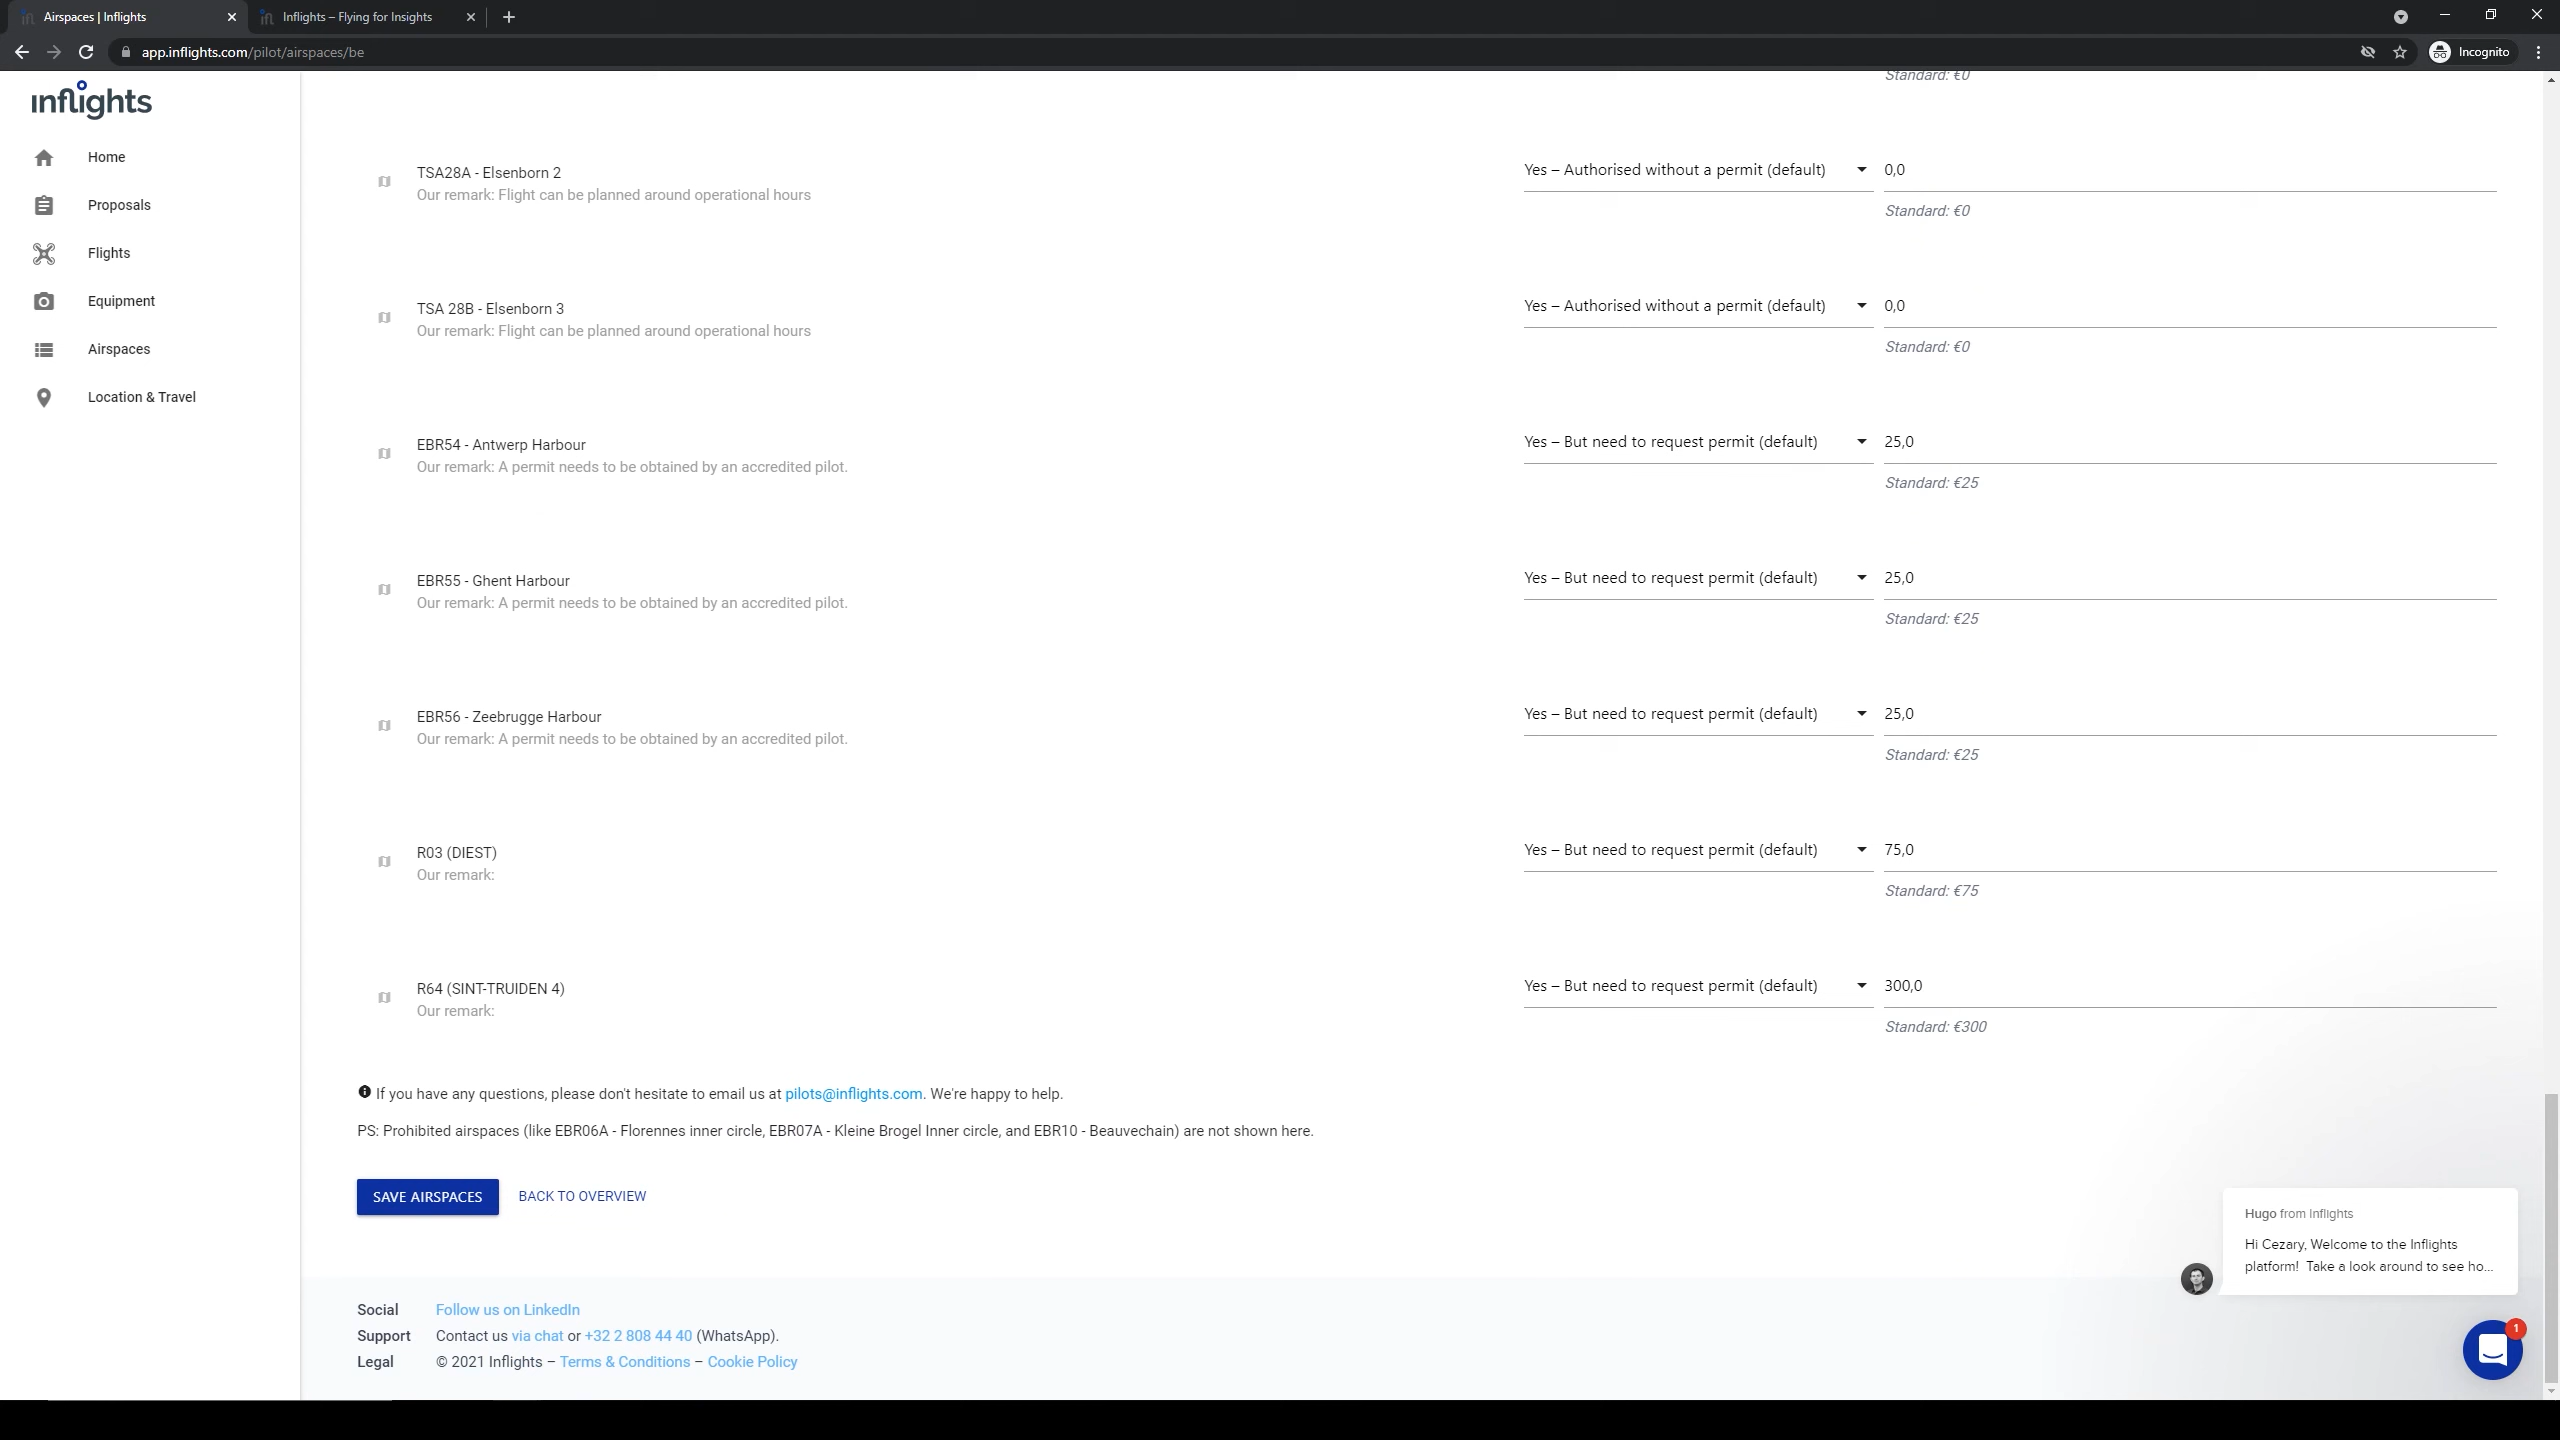 Airspaces | Inflights
Inflights – Flying for Insights
app.inflights.com/pilot/airspaces/be
Incognito
inflights
Home
Proposals
Flights
Equipment
Airspaces
Location & Travel
Standard: €0
TSA28A - Elsenborn 2
Our remark: Flight can be planned around operational hours
Yes – Authorised without a permit (default)
0,0
Standard: €0
TSA 28B - Elsenborn 3
Our remark: Flight can be planned around operational hours
Yes – Authorised without a permit (default)
0,0
Standard: €0
EBR54 - Antwerp Harbour
Our remark: A permit needs to be obtained by an accredited pilot.
Yes – But need to request permit (default)
25,0
Standard: €25
EBR55 - Ghent Harbour
Our remark: A permit needs to be obtained by an accredited pilot.
Yes – But need to request permit (default)
25,0
Standard: €25
EBR56 - Zeebrugge Harbour
Our remark: A permit needs to be obtained by an accredited pilot.
Yes – But need to request permit (default)
25,0
Standard: €25
R03 (DIEST)
Our remark:
Yes – But need to request permit (default)
75,0
Standard: €75
R64 (SINT-TRUIDEN 4)
Our remark:
Yes – But need to request permit (default)
300,0
Standard: €300
If you have any questions, please don't hesitate to email us at pilots@inflights.com. We're happy to help.
PS: Prohibited airspaces (like EBR06A - Florennes inner circle, EBR07A - Kleine Brogel Inner circle, and EBR10 - Beauvechain) are not shown here.
SAVE AIRSPACES
BACK TO OVERVIEW
Hugo from Inflights
Hi Cezary, Welcome to the Inflights
platform! Take a look around to see ho...
1
Social Follow us on LinkedIn
Support Contact us via chat or +32 2 808 44 40 (WhatsApp).
Legal © 2021 Inflights – Terms & Conditions – Cookie Policy